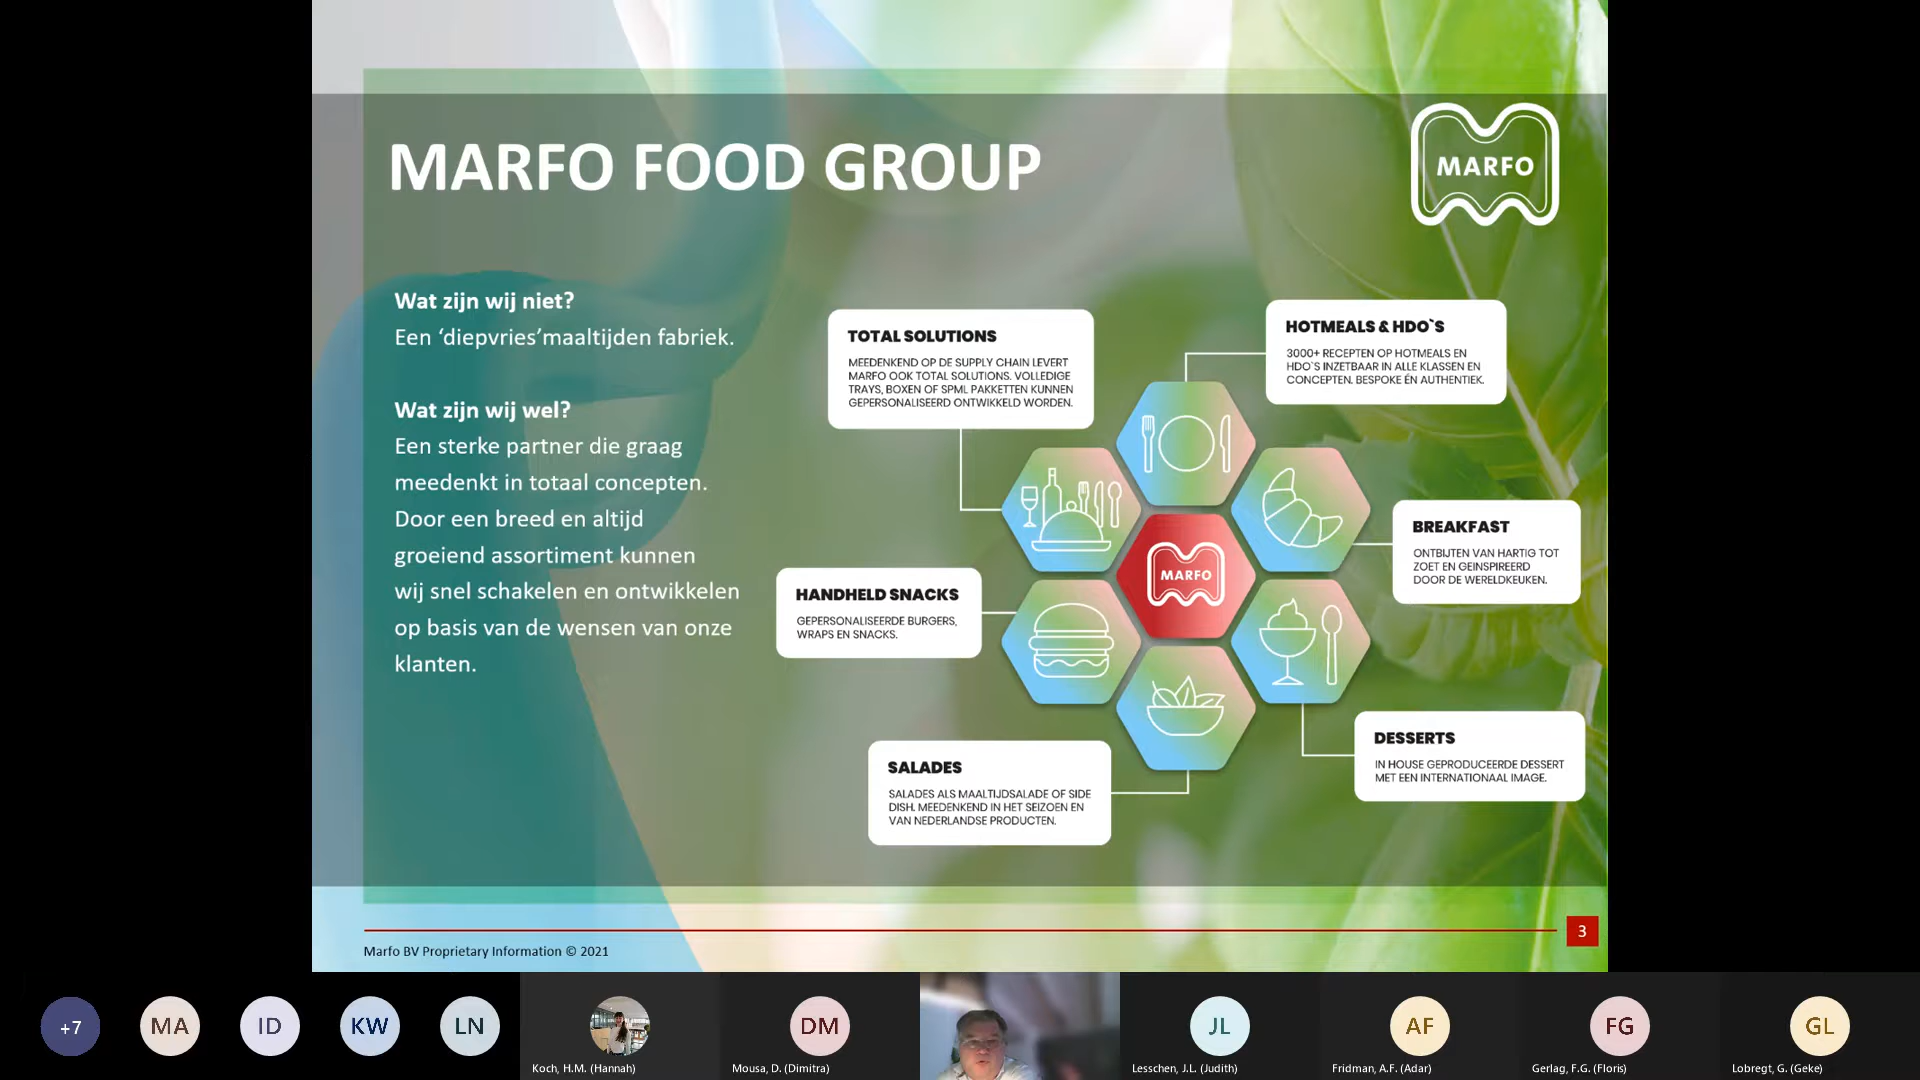 MARFO FOOD GROUP
MARFO
Wat zijn wij niet?
Een ‘diepvries’maaltijden fabriek.
Wat zijn wij wel?
Een sterke partner die graag
meedenkt in totaal concepten.
Door een breed en altijd
groeiend assortiment kunnen
wij snel schakelen en ontwikkelen
op basis van de wensen van onze
klanten.
TOTAL SOLUTIONS
MEEDENKEND OP DE SUPPLY CHAIN LEVERT
MARFO OOK TOTAL SOLUTIONS. VOLLEDIGE
TRAYS, BOXEN OF SPML PAKKETTEN KUNNEN
GEPERSONALISEERD ONTWIKKELD WORDEN.
HOTMEALS & HDO`S
3000+ RECEPTEN OP HOTMEALS EN
HDO`S INZETBAAR IN ALLE KLASSEN EN
CONCEPTEN. BESPOKE ÉN AUTHENTIEK.
BREAKFAST
ONTBIJTEN VAN HARTIG TOT
ZOET EN GEINSPIREERD
DOOR DE WERELDKEUKEN.
MARFO
HANDHELD SNACKS
GEPERSONALISEERDE BURGERS,
WRAPS EN SNACKS.
DESSERTS
IN HOUSE GEPRODUCEERDE DESSERT
MET EEN INTERNATIONAAL IMAGE.
SALADES
SALADES ALS MAALTIJDSALADE OF SIDE
DISH. MEEDENKEND IN HET SEIZOEN EN
VAN NEDERLANDSE PRODUCTEN.
3
Marfo BV Proprietary Information © 2021
+7
MA
ID
KW
LN
Koch, H.M. (Hannah)
DM
Mousa, D. (Dimitra)
JL
Lesschen, J.L. (Judith)
AF
Fridman, A.F. (Adar)
FG
Gerlag, F.G. (Floris)
GL
Lobregt, G. (Geke)